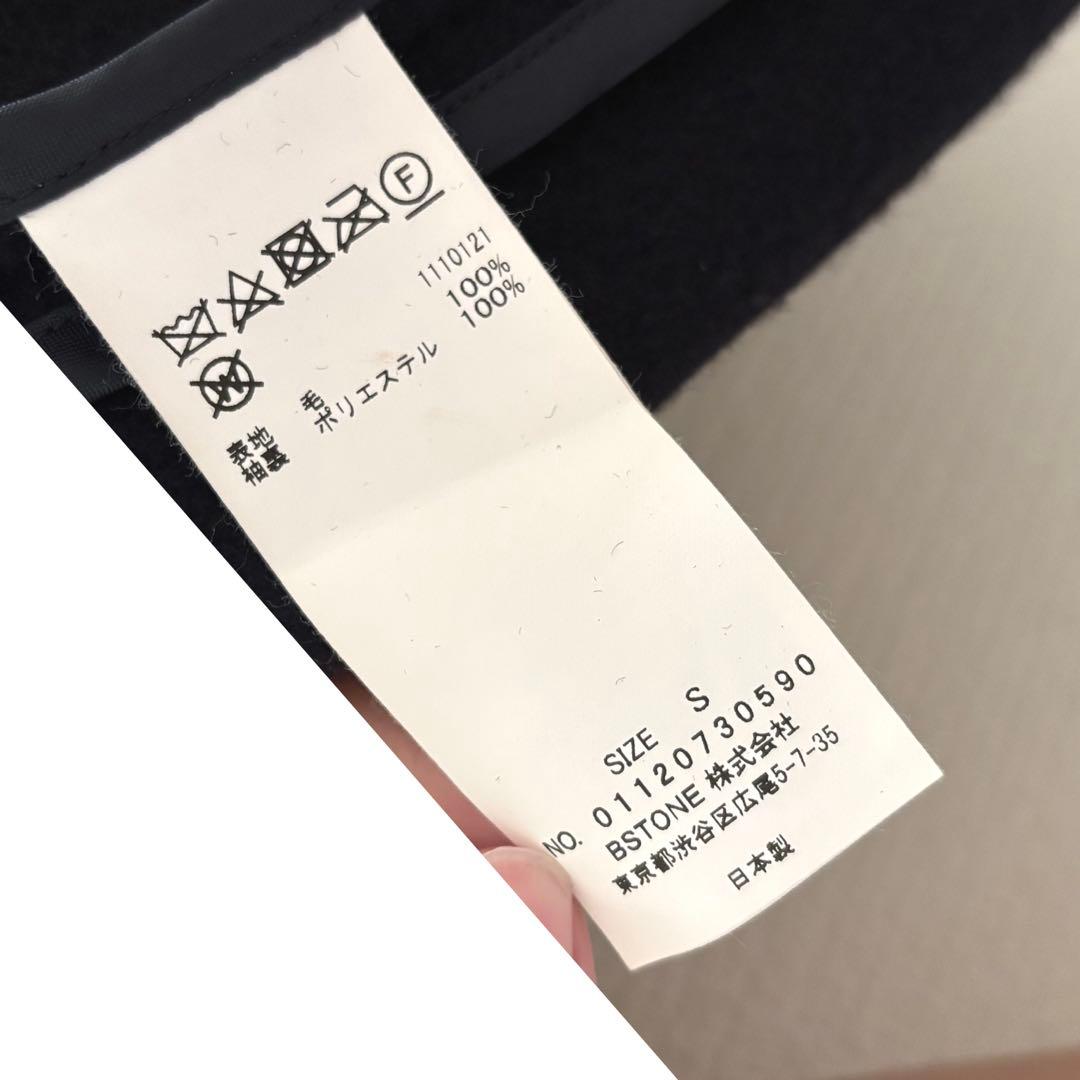 F
W
1110121
表地 毛 100%
袖裏 ポリエステル 100%
SIZE S
NO. 01120730590
BSTONE 株式会社
東京都渋谷区広尾5-7-35
日本製